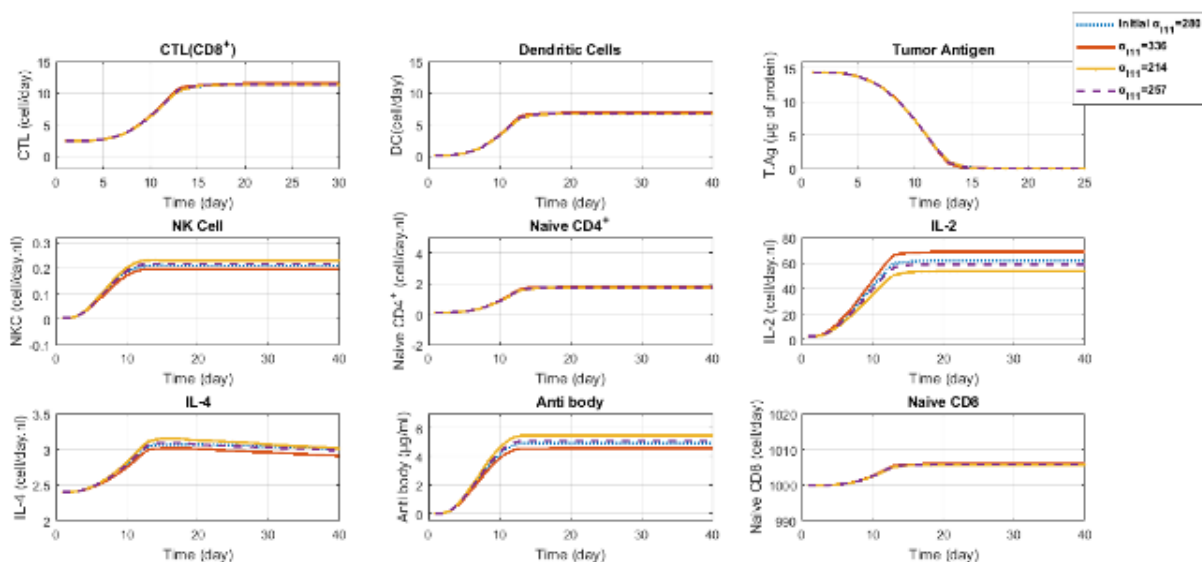 Initial α111=280
α111=336
α111=214
α111=257
CTL(CD8+)
CTL (cell/day)
15
10
5
0
0 5 10 15 20 25 30
Time (day)
Dendritic Cells
DC(cell/day)
15
10
5
0
0 10 20 30 40
Time (day)
Tumor Antigen
T.Ag (µg of protein)
15
10
5
0
0 5 10 15 20 25
Time (day)
NK Cell
NKC (cell/day.nl)
0.3
0.2
0.1
0
-0.1
0 10 20 30 40
Time (day)
Naive CD4+
Naive CD4+ (cell/day.nl)
4
2
0
-2
0 10 20 30 40
Time (day)
IL-2
IL-2 (cell/day.nl)
80
60
40
20
0
0 10 20 30 40
Time (day)
IL-4
IL-4 (cell/day.nl)
3.5
3
2.5
2
0 10 20 30 40
Time (day)
Anti body
Anti body (µg/ml)
6
4
2
0
0 10 20 30 40
Time (day)
Naive CD8
Naive CD8 (cell/day)
1020
1010
1000
990
0 10 20 30 40
Time (day)